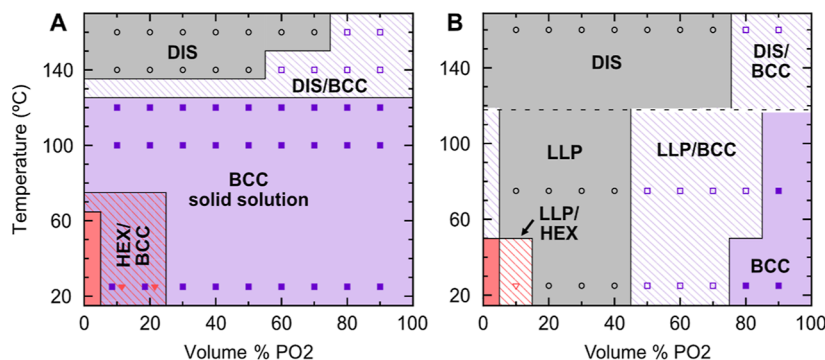 A
B
DIS
DIS/BCC
BCC
solid solution
HEX/
BCC
Temperature (ºC)
20
60
100
140
0
20
40
60
80
100
Volume % PO2
DIS
DIS/
BCC
LLP
LLP/BCC
LLP/
HEX
BCC
20
60
100
140
0
20
40
60
80
100
Volume % PO2